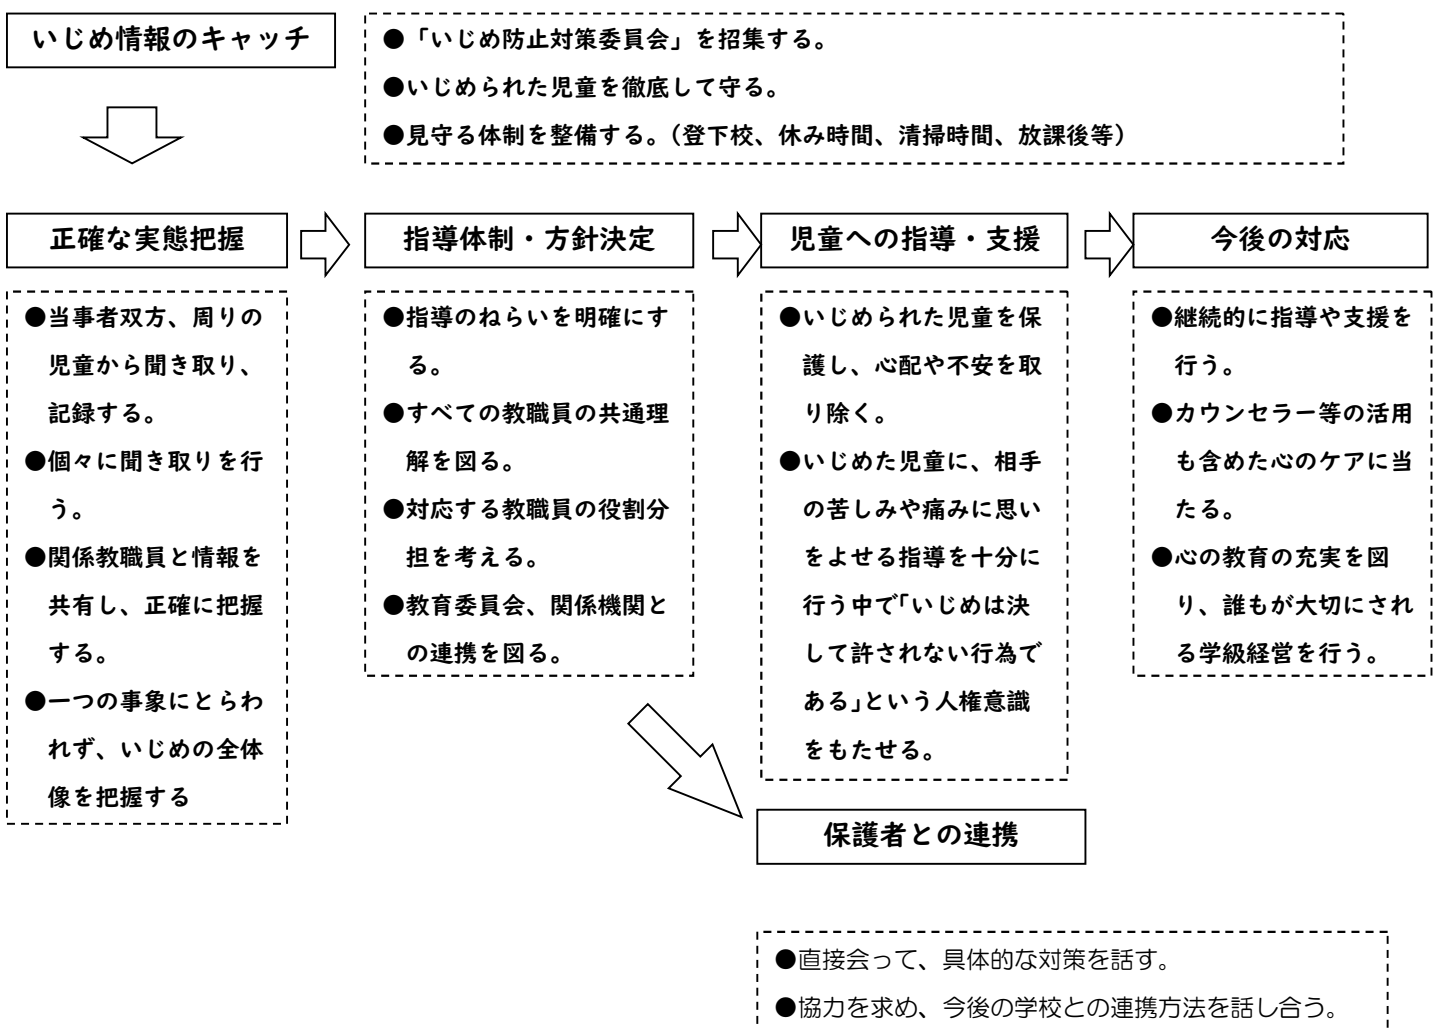 いじめ情報のキャッチ
●「いじめ防止対策委員会」を招集する。
●いじめられた児童を徹底して守る。
●見守る体制を整備する。(登下校、休み時間、清掃時間、放課後等)
正確な実態把握
●当事者双方、周りの
児童から聞き取り、
記録する。
●個々に聞き取りを行
う。
●関係教職員と情報を
共有し、正確に把握
する。
●一つの事象にとらわ
れず、いじめの全体
像を把握する
指導体制・方針決定
●指導のねらいを明確にす
る。
●すべての教職員の共通理
解を図る。
●対応する教職員の役割分
担を考える。
●教育委員会、関係機関と
の連携を図る。
児童への指導・支援
●いじめられた児童を保
護し、心配や不安を取
り除く。
●いじめた児童に、相手
の苦しみや痛みに思い
をよせる指導を十分に
行う中で「いじめは決
して許されない行為で
ある」という人権意識
をもたせる。
今後の対応
●継続的に指導や支援を
行う。
●カウンセラー等の活用
も含めた心のケアに当
たる。
●心の教育の充実を図
り、誰もが大切にされ
る学級経営を行う。
保護者との連携
●直接会って、具体的な対策を話す。
●協力を求め、今後の学校との連携方法を話し合う。